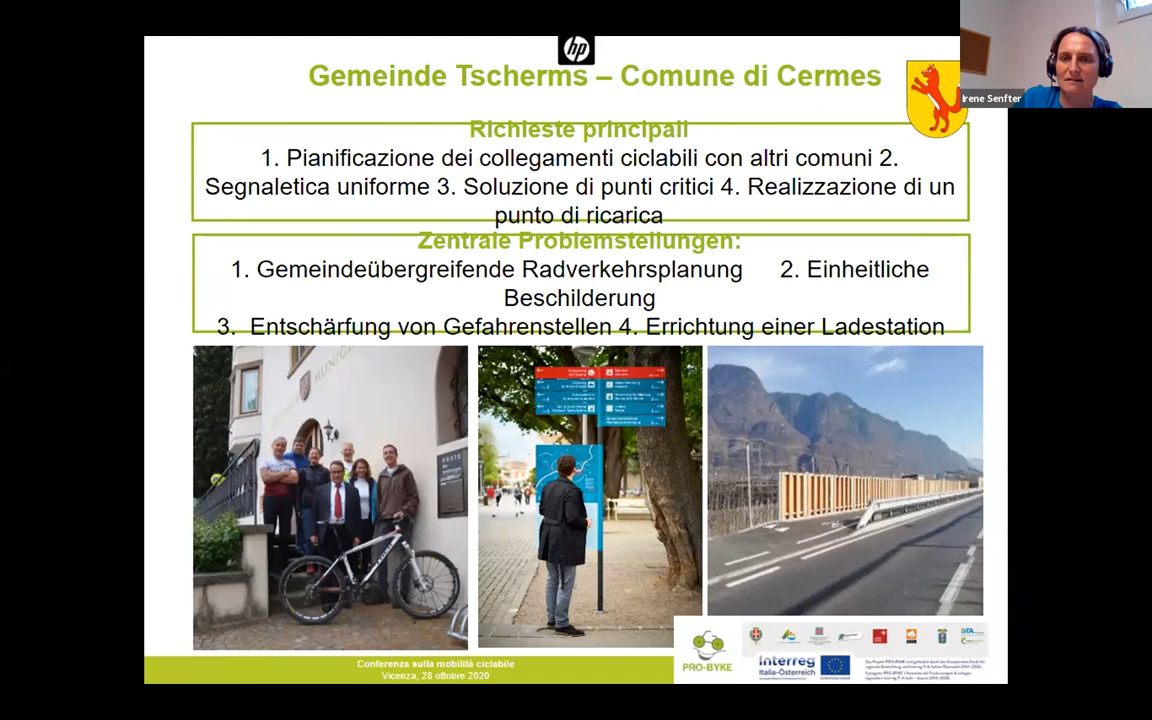 hp
Gemeinde Tscherms – Comune di Cermes
Irene Senfter
Richieste principali
1. Pianificazione dei collegamenti ciclabili con altri comuni 2.
Segnaletica uniforme 3. Soluzione di punti critici 4. Realizzazione di un
punto di ricarica
Zentrale Problemstellungen:
1. Gemeindeübergreifende Radverkehrsplanung 2. Einheitliche
Beschilderung
3. Entschärfung von Gefahrenstellen 4. Errichtung einer Ladestation
Conferenza sulla mobilità ciclabile
Vicenza, 28 ottobre 2020
PRO-BYKE
Interreg
Italia-Österreich
STA